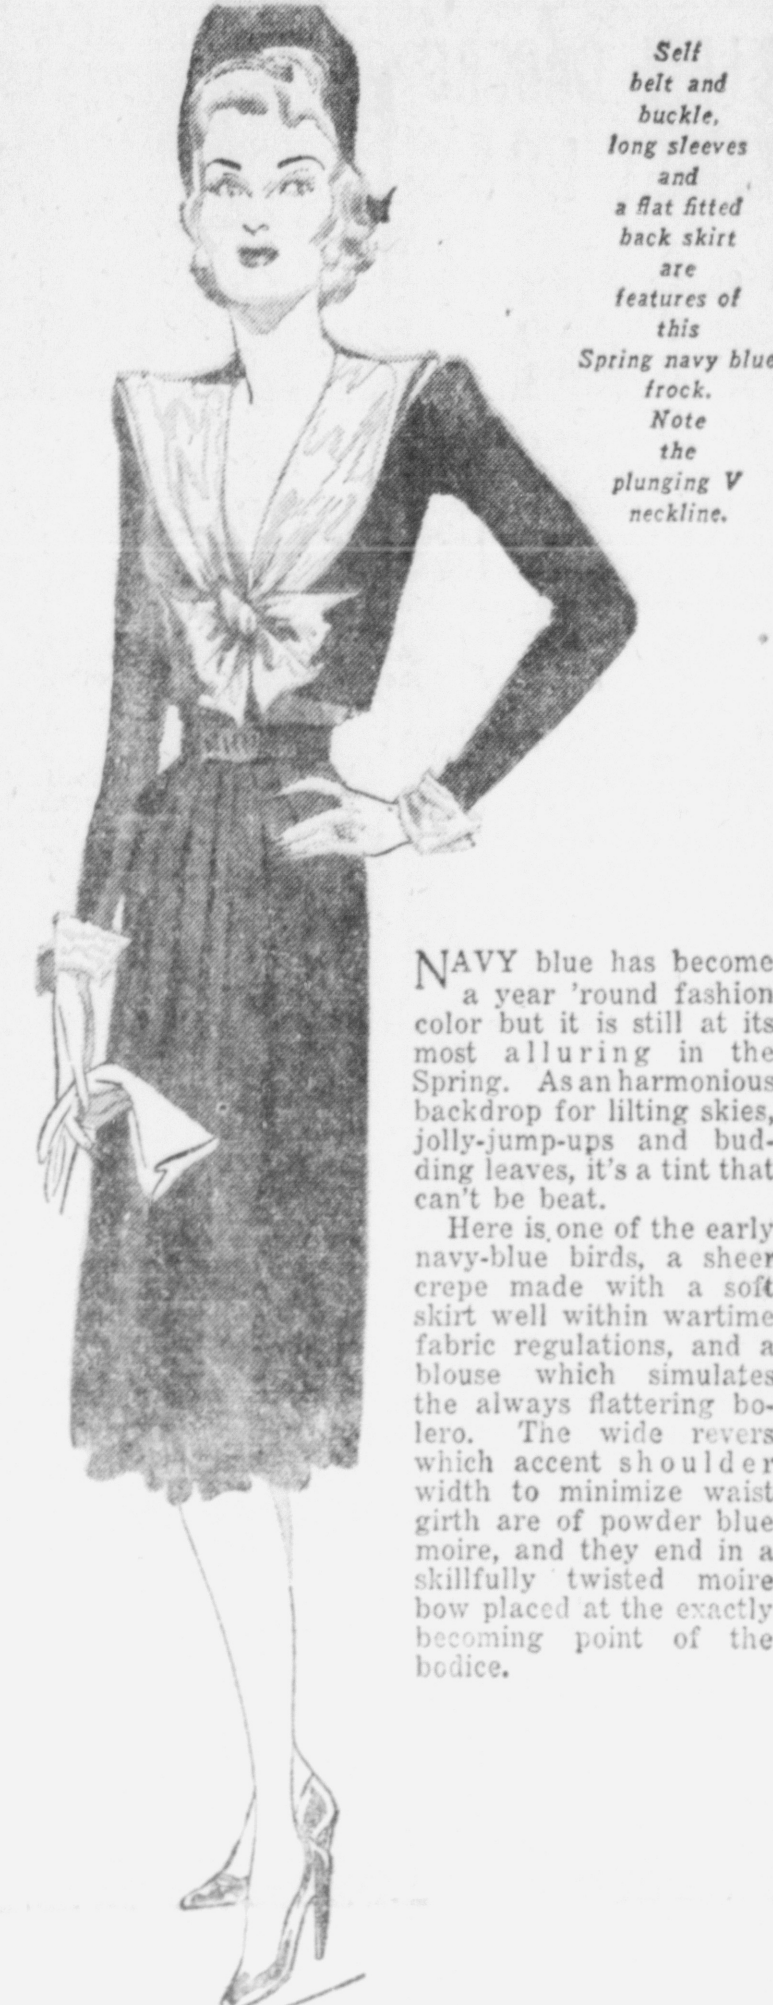 Self
belt and
buckle,
long sleeves
and
a flat fitted
back skirt
are
features of
this
Spring navy blue
frock.
Note
the
plunging V
neckline.
NAVY blue has become
a year 'round fashion
color but it is still at its
most alluring in the
Spring. As an harmonious
backdrop for lilting skies,
jolly-jump-ups and bud-
ding leaves, it's a tint that
can't be beat.
Here is one of the early
navy-blue birds, a sheer
crepe made with a soft
skirt well within wartime
fabric regulations, and a
blouse which simulates
the always flattering bo-
lero. The wide revers
which accent shoulder
width to minimize waist
girth are of powder blue
moire, and they end in a
skillfully twisted moire
bow placed at the exactly
becoming point of the
bodice.